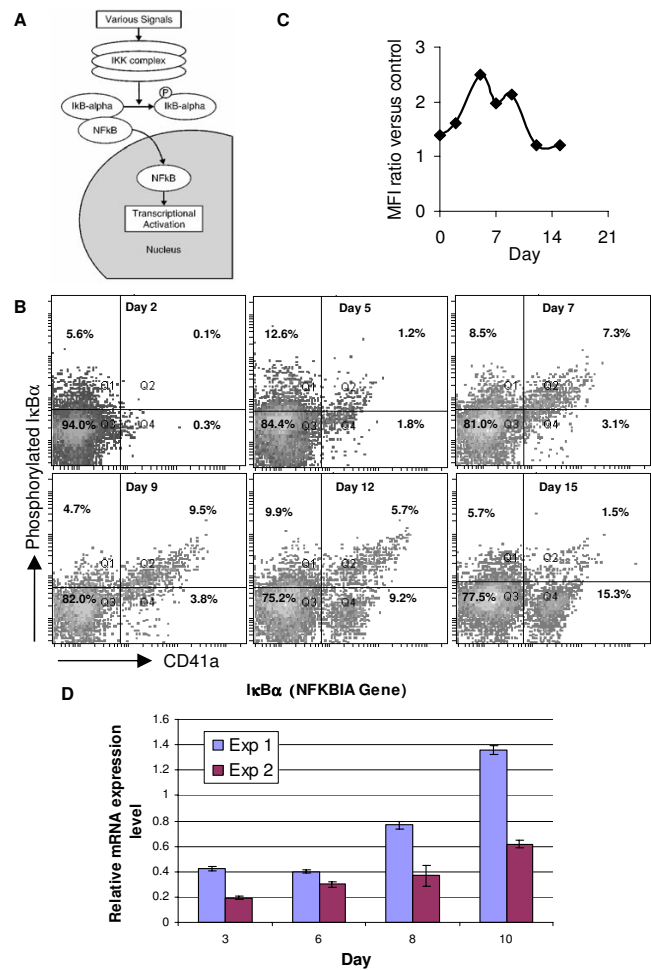 A
Various Signals
IKK complex
P
IkB-alpha
IkB-alpha
NFkB
NFkB
Transcriptional
Activation
Nucleus
C
MFI ratio versus control
3
2
1
0
0
7
14
21
Day
B
Phosphorylated IκBα
Day 2
5.6%
0.1%
Q1
Q2
94.0%
Q3
Q4
0.3%
Day 5
12.6%
1.2%
Q1
Q2
84.4%
Q3
Q4
1.8%
Day 7
8.5%
7.3%
Q1
Q2
81.0%
Q3
Q4
3.1%
Day 9
4.7%
9.5%
Q1
Q2
82.0%
Q3
Q4
3.8%
Day 12
9.9%
5.7%
Q1
Q2
75.2%
Q3
Q4
9.2%
Day 15
5.7%
1.5%
Q1
Q2
77.5%
Q3
Q4
15.3%
CD41a
D
IκBα (NFKBIA Gene)
Relative mRNA expression
level
1.6
1.4
1.2
1
0.8
0.6
0.4
0.2
0
Exp 1
Exp 2
3
6
8
10
Day